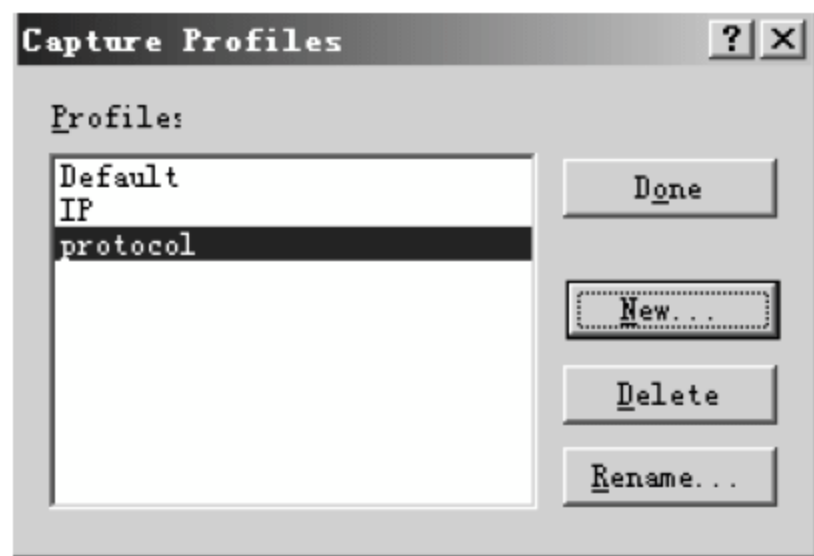 Capture Profiles
Profiles
Default
IP
protocol
Done
New...
Delete
Rename...